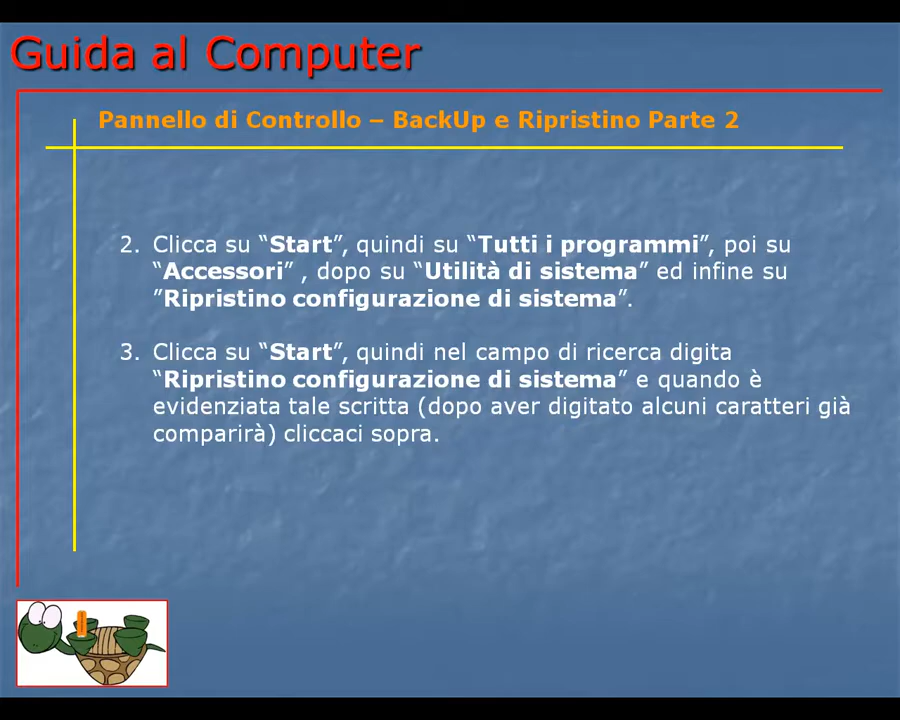 Guida al Computer
Pannello di Controllo – BackUp e Ripristino Parte 2
2. Clicca su “Start”, quindi su “Tutti i programmi”, poi su
“Accessori” , dopo su “Utilità di sistema” ed infine su
”Ripristino configurazione di sistema”.
3. Clicca su “Start”, quindi nel campo di ricerca digita
“Ripristino configurazione di sistema” e quando è
evidenziata tale scritta (dopo aver digitato alcuni caratteri già
comparirà) cliccaci sopra.